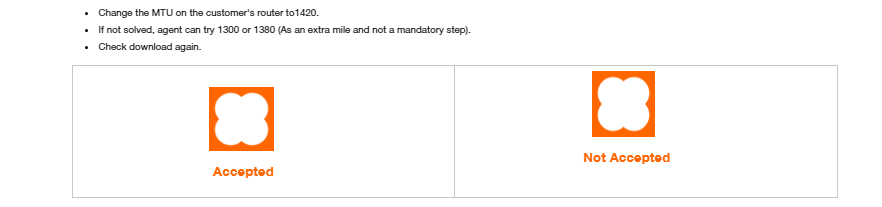 • Change the MTU on the customer's router to1420.
• If not solved, agent can try 1300 or 1380 (As an extra mile and not a mandatory step).
• Check download again.
Accepted
Not Accepted